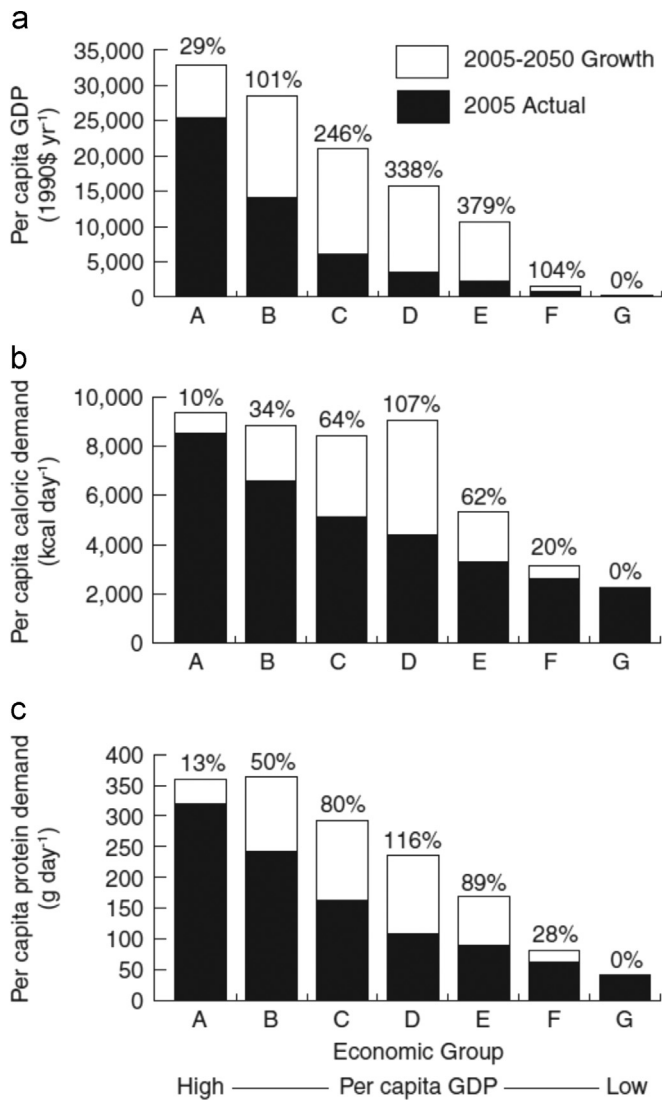 a
Per capita GDP
(1990$ yr-1)
35,000
30,000
25,000
20,000
15,000
10,000
5,000
0
29%
101%
246%
338%
379%
104%
0%
2005-2050 Growth
2005 Actual
A B C D E F G
b
Per capita caloric demand
(kcal day-1)
10,000
8,000
6,000
4,000
2,000
0
10%
34%
64%
107%
62%
20%
0%
A B C D E F G
c
Per capita protein demand
(g day-1)
400
350
300
250
200
150
100
50
0
13%
50%
80%
116%
89%
28%
0%
A B C D E F G
Economic Group
High Per capita GDP Low